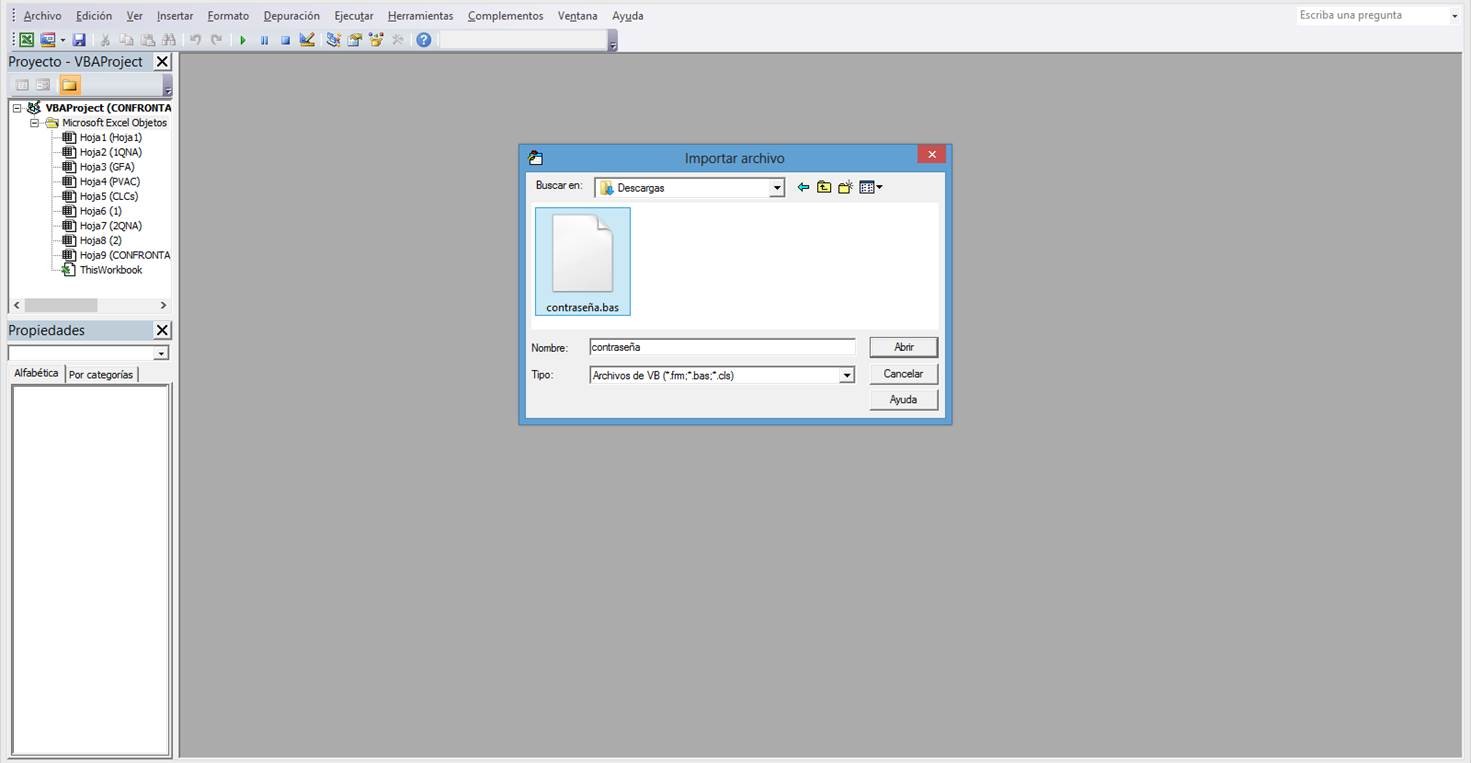 Archivo Edición Ver Insertar Formato Depuración Ejecutar Herramientas Complementos Ventana Ayuda Escriba una pregunta
Proyecto - VBAProject
VBAProject (CONFRONTA
Microsoft Excel Objetos
Hoja1 (Hoja1)
Hoja2 (1QNA)
Hoja3 (GFA)
Hoja4 (PVAC)
Hoja5 (CLCs)
Hoja6 (1)
Hoja7 (2QNA)
Hoja8 (2)
Hoja9 (CONFRONTA
ThisWorkbook
Propiedades
Alfabética Por categorías
Importar archivo
Buscar en: Descargas
contraseña.bas
Nombre: contraseña Abrir
Tipo: Archivos de VB (*.frm;*.bas;*.cls) Cancelar
Ayuda